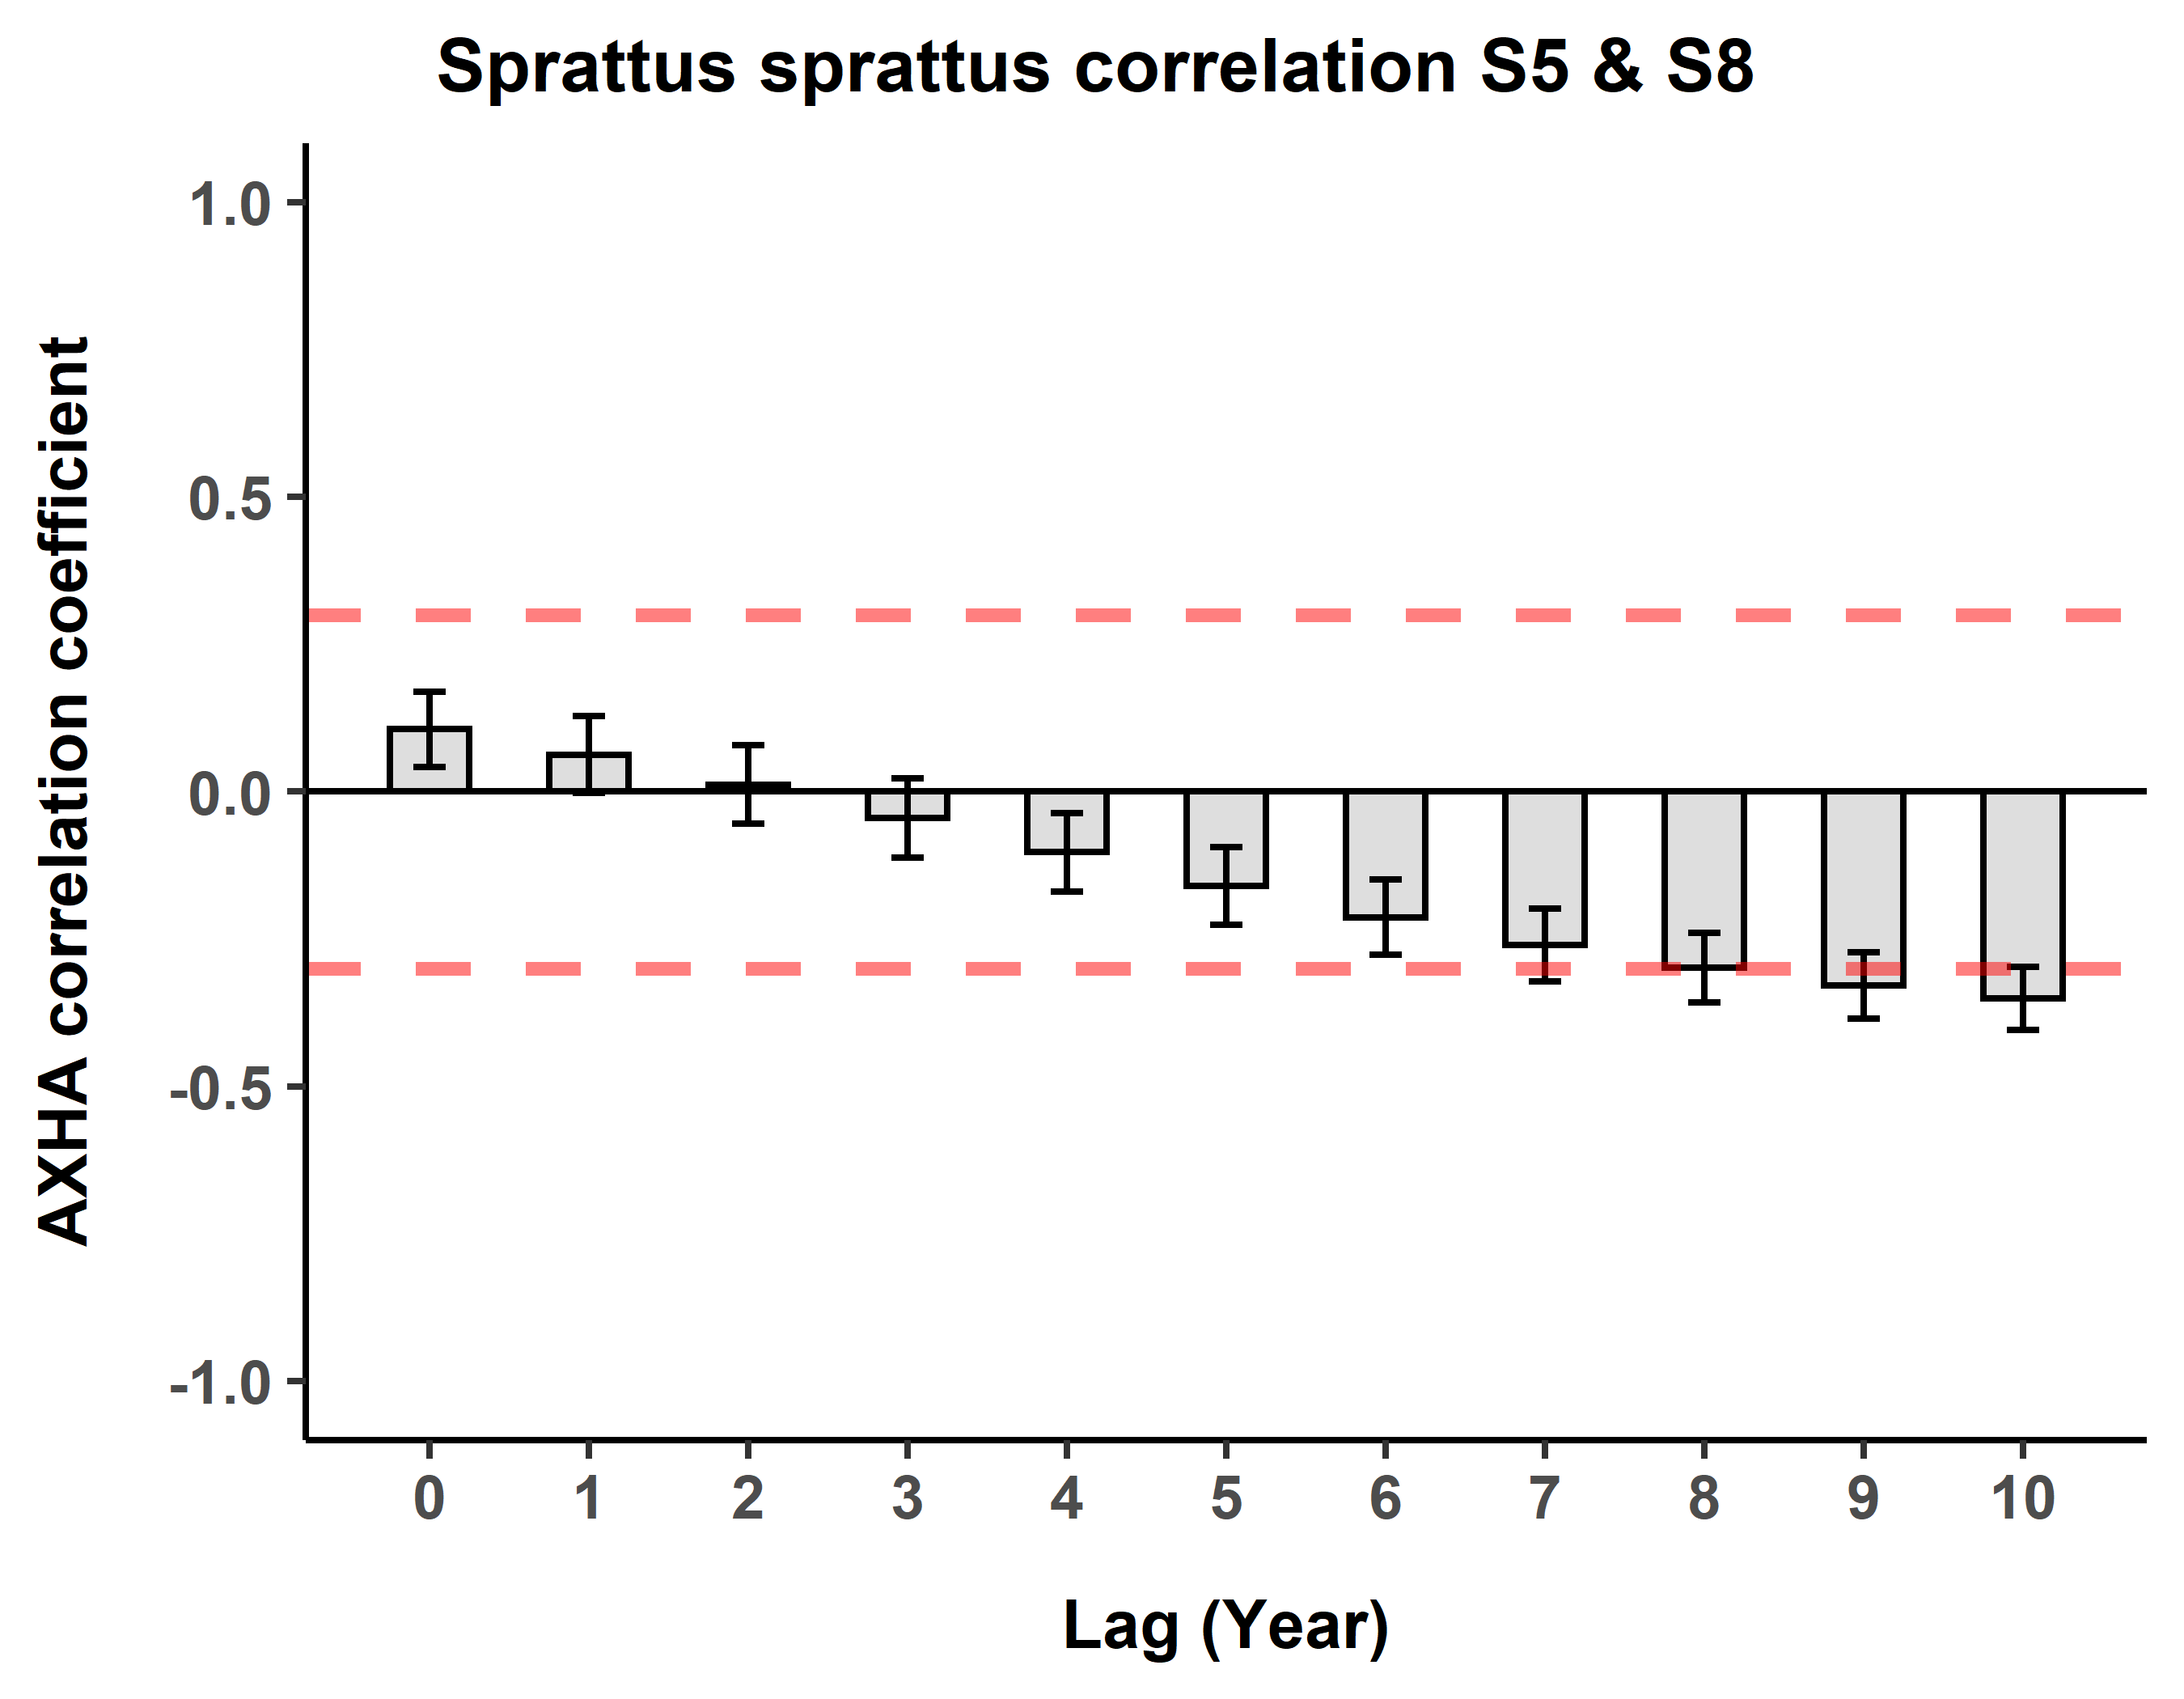 Sprattus sprattus correlation S5 & S8
AXHA correlation coefficient
1.0
0.5
0.0
-0.5
-1.0
0 1 2 3 4 5 6 7 8 9 10
Lag (Year)